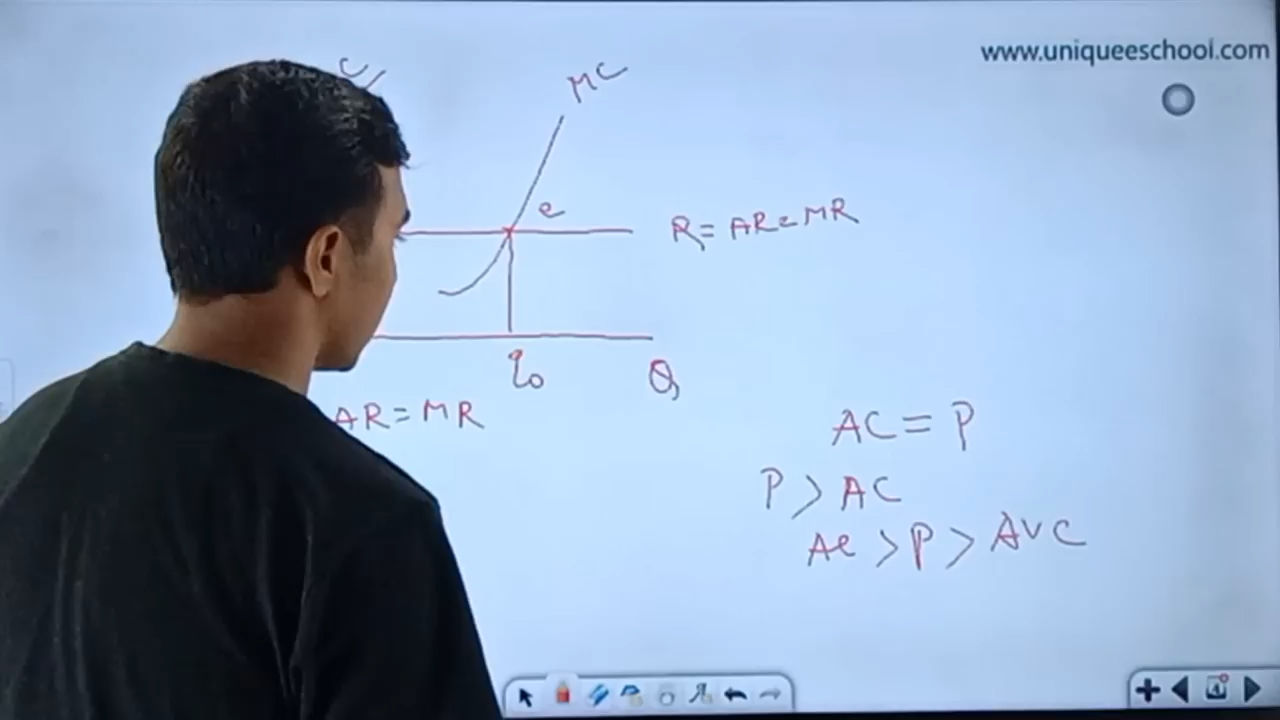 www.uniqueeschool.com
C/
MC
e
P = AR = MR
q₀
Q
AR = MR
AC = P
P > AC
AC > P > AVC